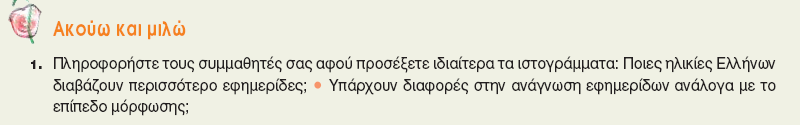 Ακούω και μιλώ
1. Πληροφορήστε τους συμμαθητές σας αφού προσέξετε ιδιαίτερα τα ιστογράμματα: Ποιες ηλικίες Ελλήνων
διαβάζουν περισσότερο εφημερίδες; • Υπάρχουν διαφορές στην ανάγνωση εφημερίδων ανάλογα με το
επίπεδο μόρφωσης;